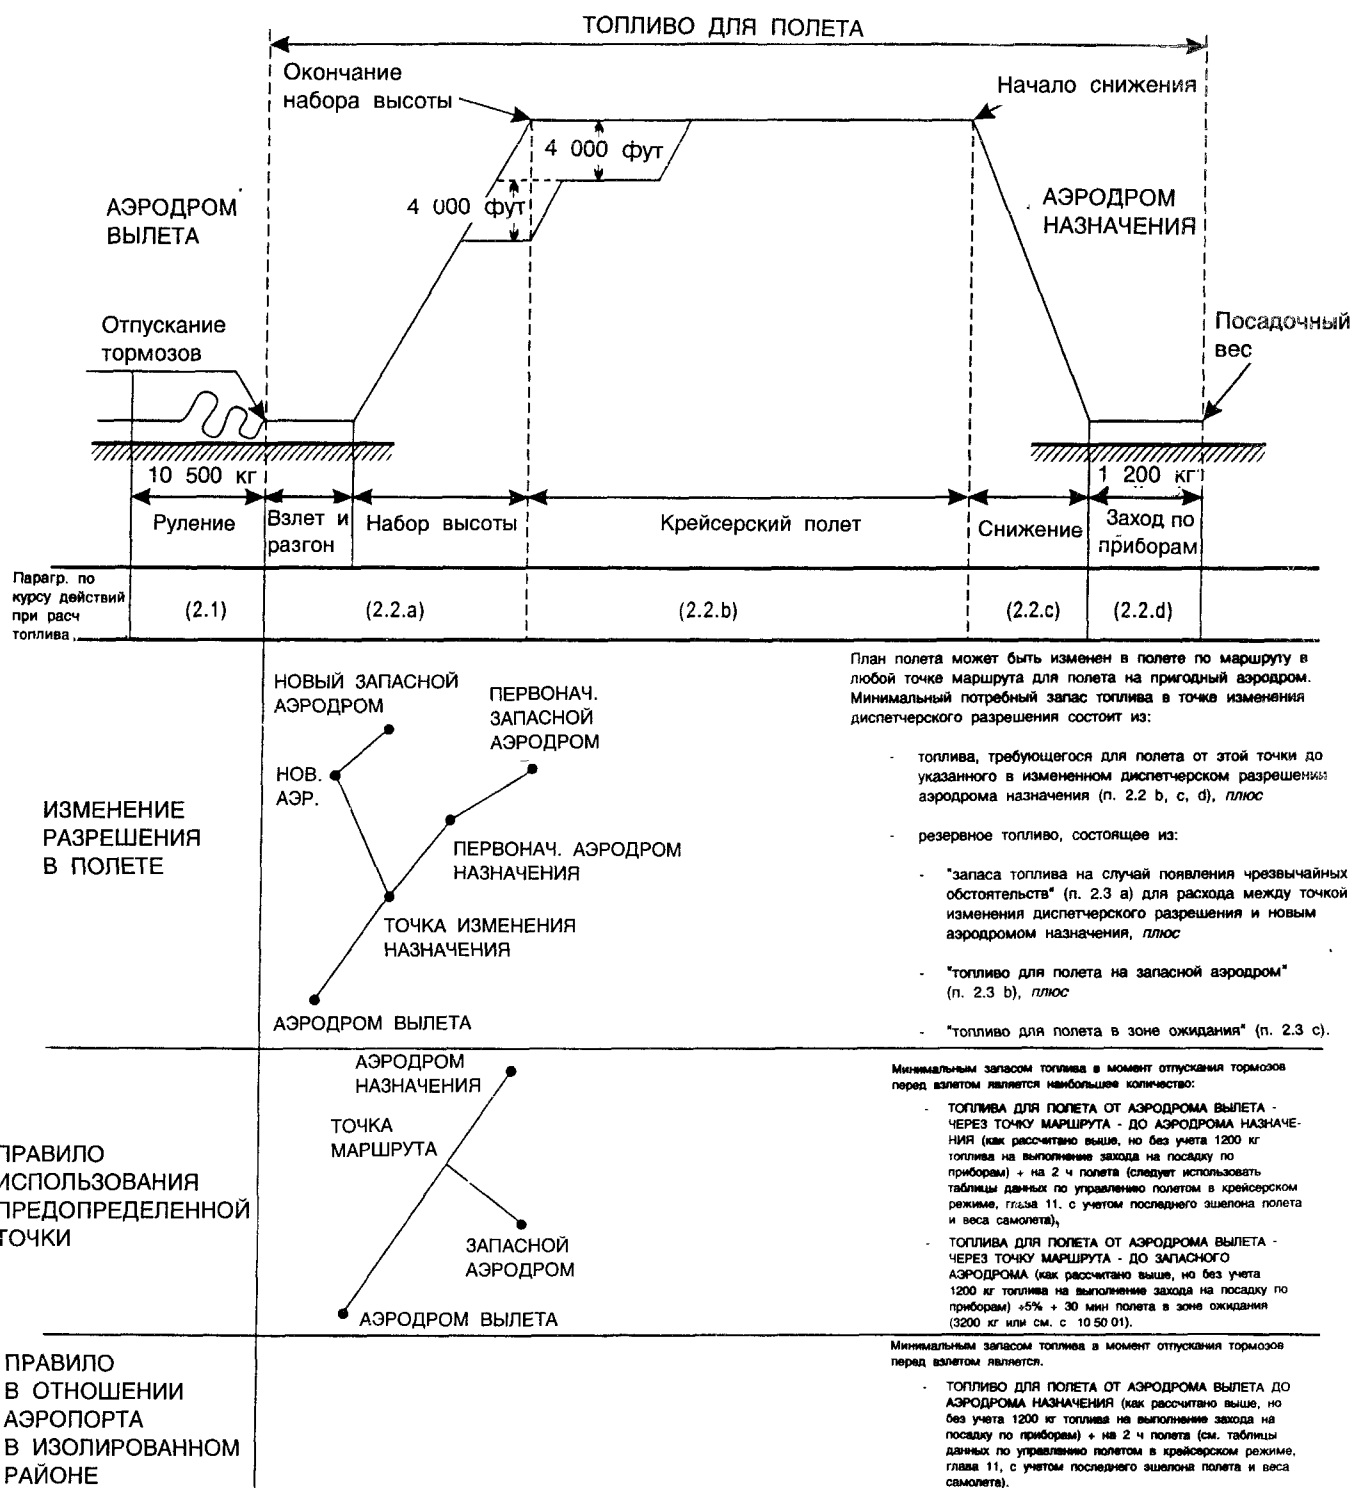 ТОПЛИВО ДЛЯ ПОЛЕТА
Окончание
набора высоты
Начало снижения
4 000 фут
4 000 фут
АЭРОДРОМ
ВЫЛЕТА
АЭРОДРОМ
НАЗНАЧЕНИЯ
Отпускание
тормозов
Посадочный
вес
10 500 кг
1 200 кг
Руление
Взлет и
разгон
Набор высоты
Крейсерский полет
Снижение
Заход по
приборам
Парагр. по
курсу действий
при расч
топлива
(2.1)
(2.2.a)
(2.2.b)
(2.2.c)
(2.2.d)
ИЗМЕНЕНИЕ
РАЗРЕШЕНИЯ
В ПОЛЕТЕ
НОВЫЙ ЗАПАСНОЙ
АЭРОДРОМ
ПЕРВОНАЧ.
ЗАПАСНОЙ
АЭРОДРОМ
НОВ.
АЭР.
ПЕРВОНАЧ. АЭРОДРОМ
НАЗНАЧЕНИЯ
ТОЧКА ИЗМЕНЕНИЯ
НАЗНАЧЕНИЯ
АЭРОДРОМ ВЫЛЕТА
План полета может быть изменен в полете по маршруту в
любой точке маршрута для полета на пригодный аэродром.
Минимальный потребный запас топлива в точке изменения
диспетчерского разрешения состоит из:
- топлива, требующегося для полета от этой точки до
указанного в измененном диспетчерском разрешении
аэродрома назначения (п. 2.2 b, c, d), плюс
- резервное топливо, состоящее из:
- "запаса топлива на случай появления чрезвычайных
обстоятельств" (п. 2.3 a) для расхода между точкой
изменения диспетчерского разрешения и новым
аэродромом назначения, плюс
- "топливо для полета на запасной аэродром"
(п. 2.3 b), плюс
- "топливо для полета в зоне ожидания" (п. 2.3 c).
ПРАВИЛО
ИСПОЛЬЗОВАНИЯ
ПРЕДОПРЕДЕЛЕННОЙ
ТОЧКИ
АЭРОДРОМ
НАЗНАЧЕНИЯ
ТОЧКА
МАРШРУТА
ЗАПАСНОЙ
АЭРОДРОМ
АЭРОДРОМ ВЫЛЕТА
Минимальным запасом топлива в момент отпускания тормозов
перед взлетом является наибольшее количество:
- ТОПЛИВА ДЛЯ ПОЛЕТА ОТ АЭРОДРОМА ВЫЛЕТА -
ЧЕРЕЗ ТОЧКУ МАРШРУТА - ДО АЭРОДРОМА НАЗНАЧЕ-
НИЯ (как рассчитано выше, но без учета 1200 кг
топлива на выполнение захода на посадку по
приборам) + на 2 ч полета (следует использовать
таблицы данных по управлению полетом в крейсерском
режиме, глава 11. с учетом последнего эшелона полета
и веса самолета),
- ТОПЛИВА ДЛЯ ПОЛЕТА ОТ АЭРОДРОМА ВЫЛЕТА -
ЧЕРЕЗ ТОЧКУ МАРШРУТА - ДО ЗАПАСНОГО
АЭРОДРОМА (как рассчитано выше, но без учета
1200 кг топлива на выполнение захода на посадку по
приборам) +5% + 30 мин полета в зоне ожидания
(3200 кг или см. с 10 50 01).
ПРАВИЛО
В ОТНОШЕНИИ
АЭРОПОРТА
В ИЗОЛИРОВАННОМ
РАЙОНЕ
Минимальным запасом топлива в момент отпускания тормозов
перед взлетом является.
- ТОПЛИВО ДЛЯ ПОЛЕТА ОТ АЭРОДРОМА ВЫЛЕТА ДО
АЭРОДРОМА НАЗНАЧЕНИЯ (как рассчитано выше, но
без учета 1200 кг топлива на выполнение захода на
посадку по приборам) + на 2 ч полета (см. таблицы
данных по управлению полетом в крейсерском режиме,
глава 11, с учетом последнего эшелона полета и веса
самолета).